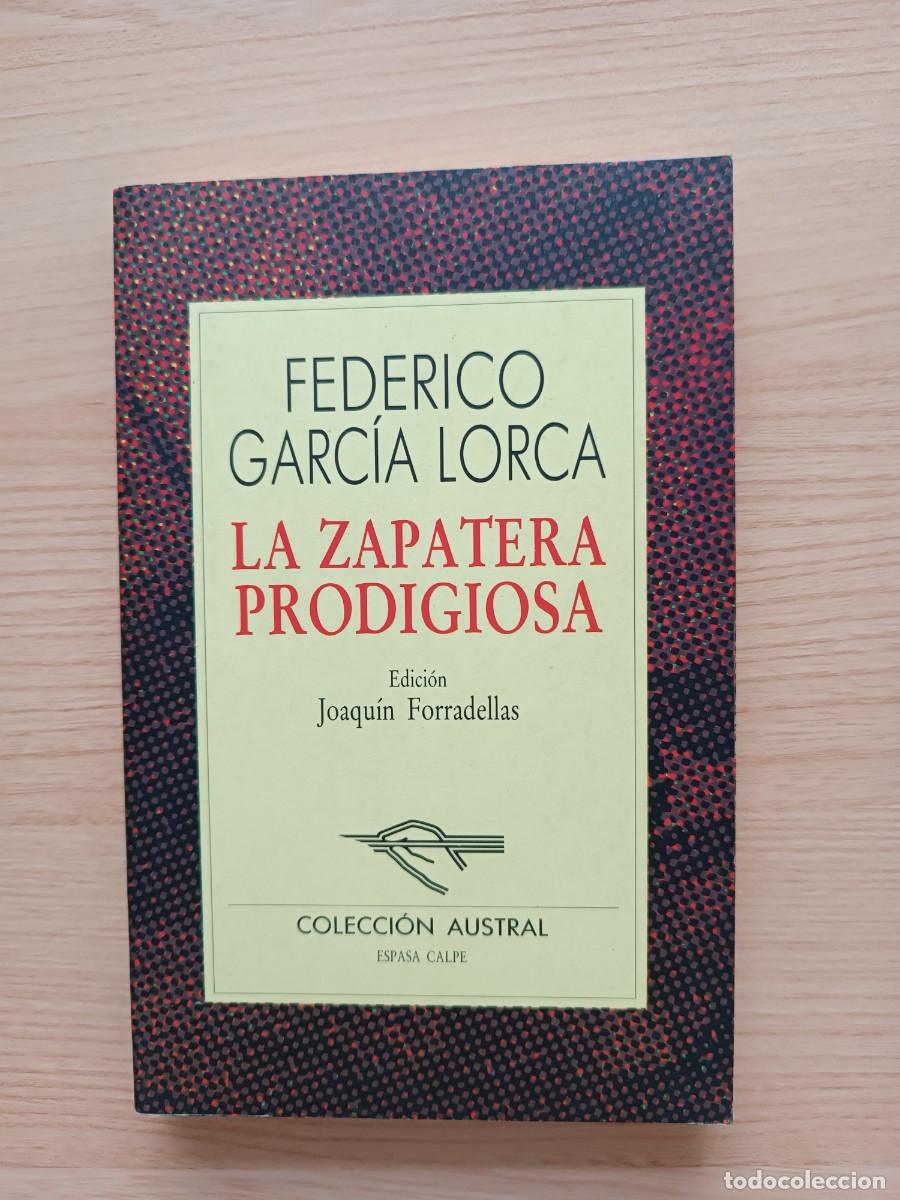 FEDERICO
GARCÍA LORCA
LA ZAPATERA
PRODIGIOSA
Edición
Joaquín Forradellas
COLECCIÓN AUSTRAL
ESPASA CALPE
todocoleccion